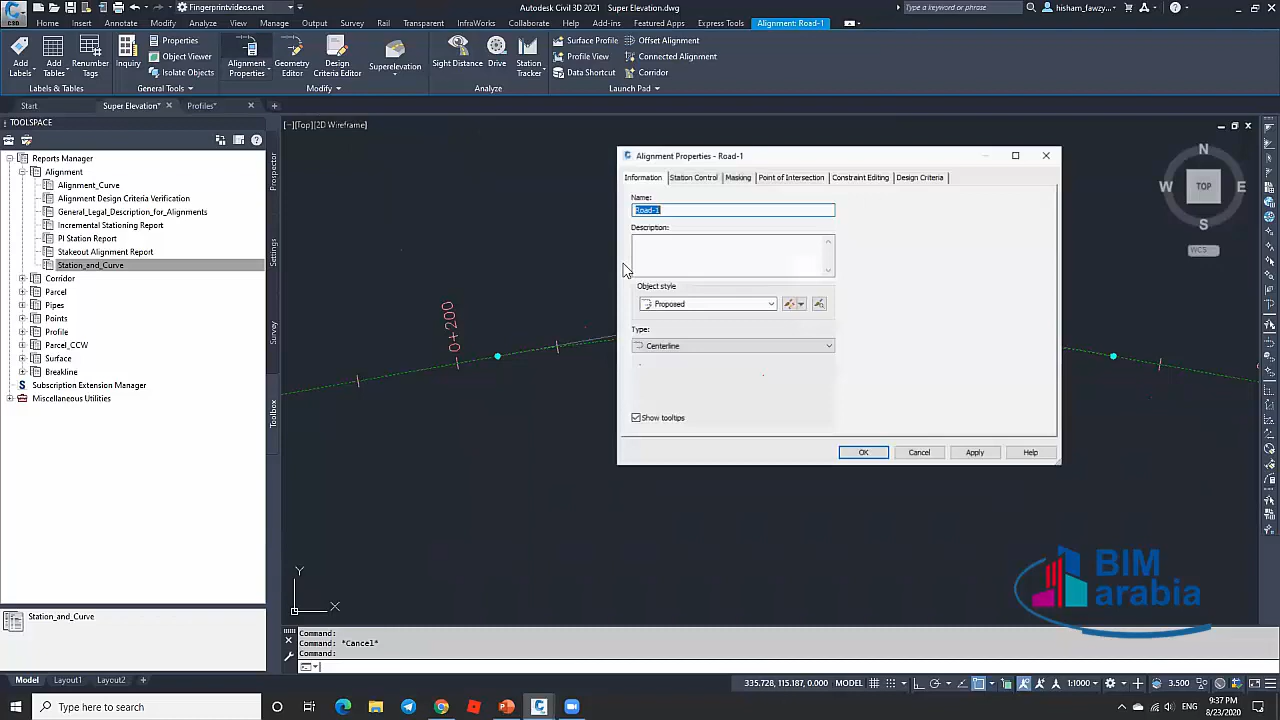 Home
Insert
Annotate
Modify
Analyze
View
Manage
Output
Survey
Rail
Transparent
InfraWorks
Collaborate
Help
Add-ins
Featured Apps
Express Tools
Alignment: Road-1
Fingerprintvideos.net
Autodesk Civil 3D 2021 Super Elevation.dwg
Type a keyword or phrase
hisham_fawzy...
C3D
Add Labels
Add Tables
Renumber Tags
Labels & Tables
Inquiry
Properties
Object Viewer
Isolate Objects
General Tools
Alignment Properties
Geometry Editor
Design Criteria Editor
Superelevation
Modify
Sight Distance
Drive
Station Tracker
Analyze
Surface Profile
Profile View
Data Shortcut
Offset Alignment
Connected Alignment
Corridor
Launch Pad
Start
Super Elevation*
Profiles*
TOOLSPACE
Reports Manager
Alignment
Alignment_Curve
Alignment Design Criteria Verification
General_Legal_Description_for_Alignments
Incremental Stationing Report
PI Station Report
Stakeout Alignment Report
Station_and_Curve
Corridor
Parcel
Pipes
Points
Profile
Parcel_CCW
Surface
Breakline
Subscription Extension Manager
Miscellaneous Utilities
Prospector
Settings
Survey
Toolbox
Station_and_Curve
[−][Top][2D Wireframe]
0+200
Y
X
Alignment Properties - Road-1
Information
Station Control
Masking
Point of Intersection
Constraint Editing
Design Criteria
Name:
Road-1
Description:
Object style
Proposed
Type:
Centerline
Show tooltips
OK
Cancel
Apply
Help
N
W
TOP
E
S
WCS
BIM
arabia
Command:
Command: *Cancel*
Command:
Model
Layout1
Layout2
335.728, 115.187, 0.000
MODEL
1:1000
3.500
Type here to search
9:37 PM
8/23/2020